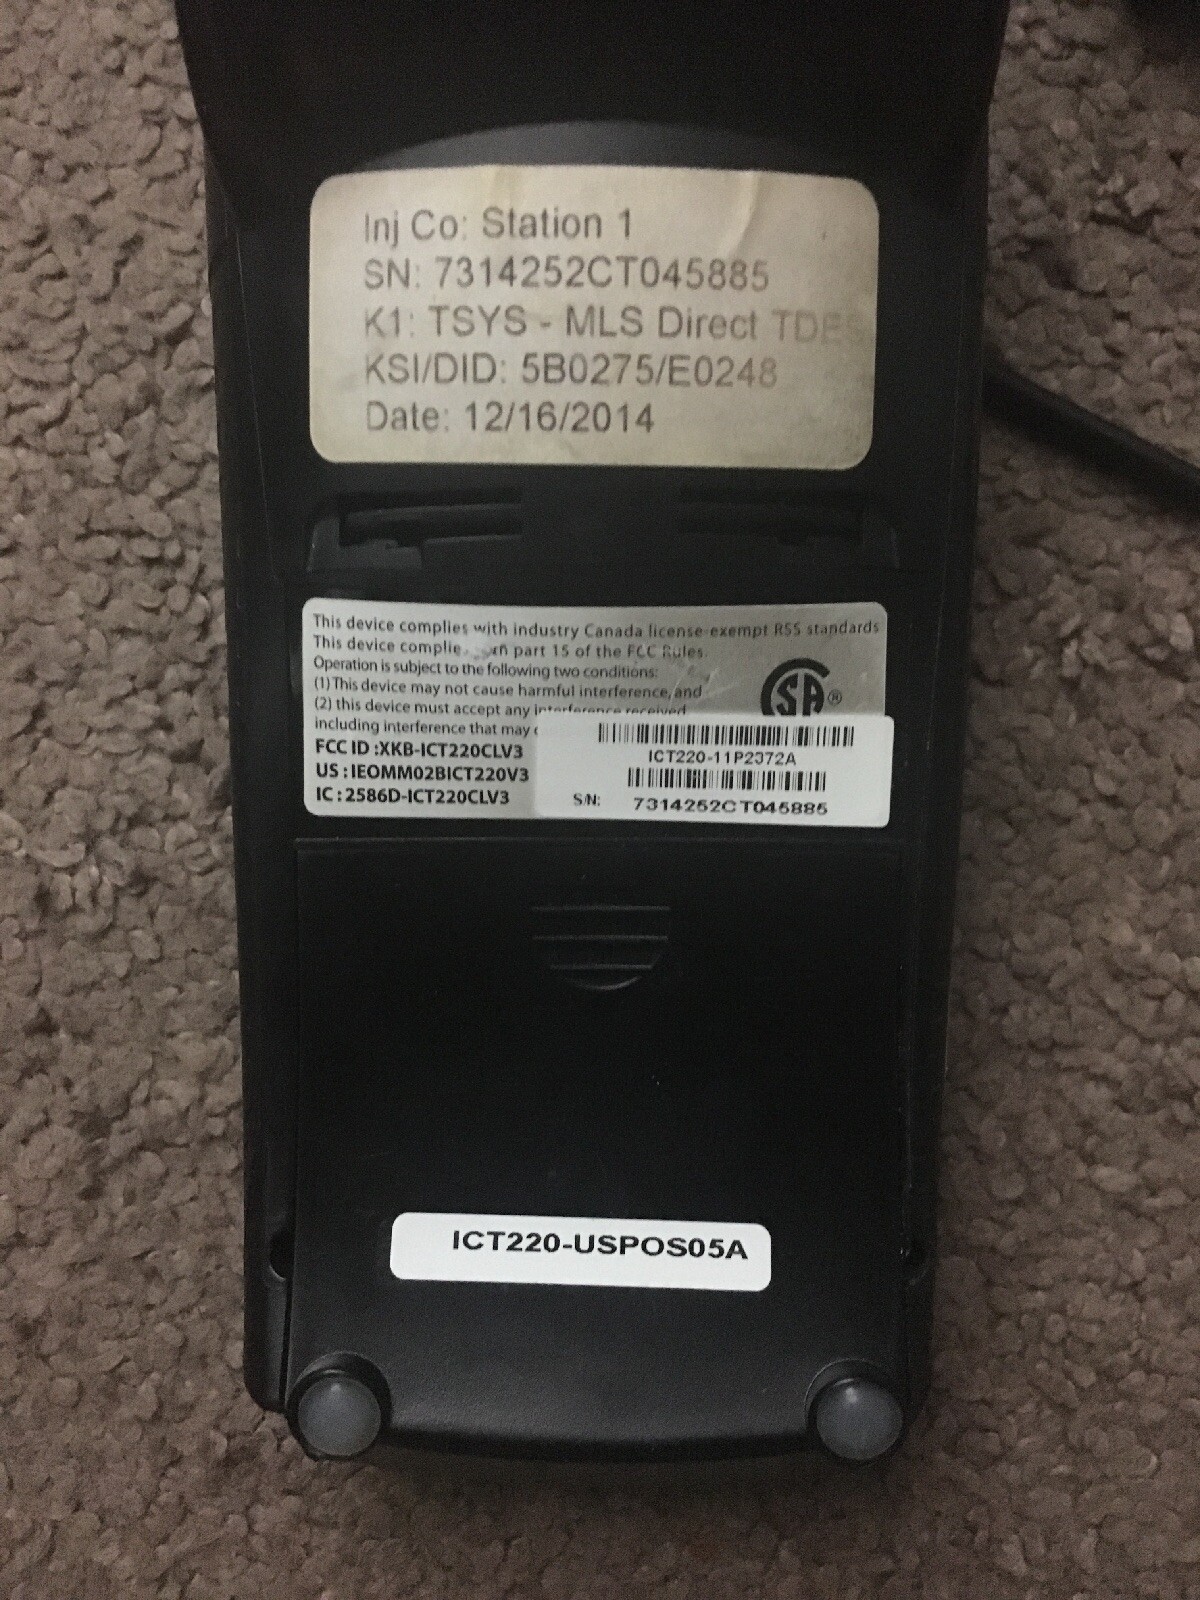 Inj Co: Station 1
SN: 7314252CT045885
K1: TSYS - MLS Direct TDES
KSI/DID: 5B0275/E0248
Date: 12/16/2014
This device complies with industry Canada license-exempt RSS standards
This device complie part 15 of the FCC Rules.
Operation is subject to the following two conditions:
(1) This device may not cause harmful interference, and
(2) this device must accept any interference received
including interference that may
SA®
FCC ID :XKB-ICT220CLV3
US : IEOMM02BICT220V3
IC : 2586D-ICT220CLV3
ICT220-11P2372A
S/N: 7314252CT045885
ICT220-USPOS05A